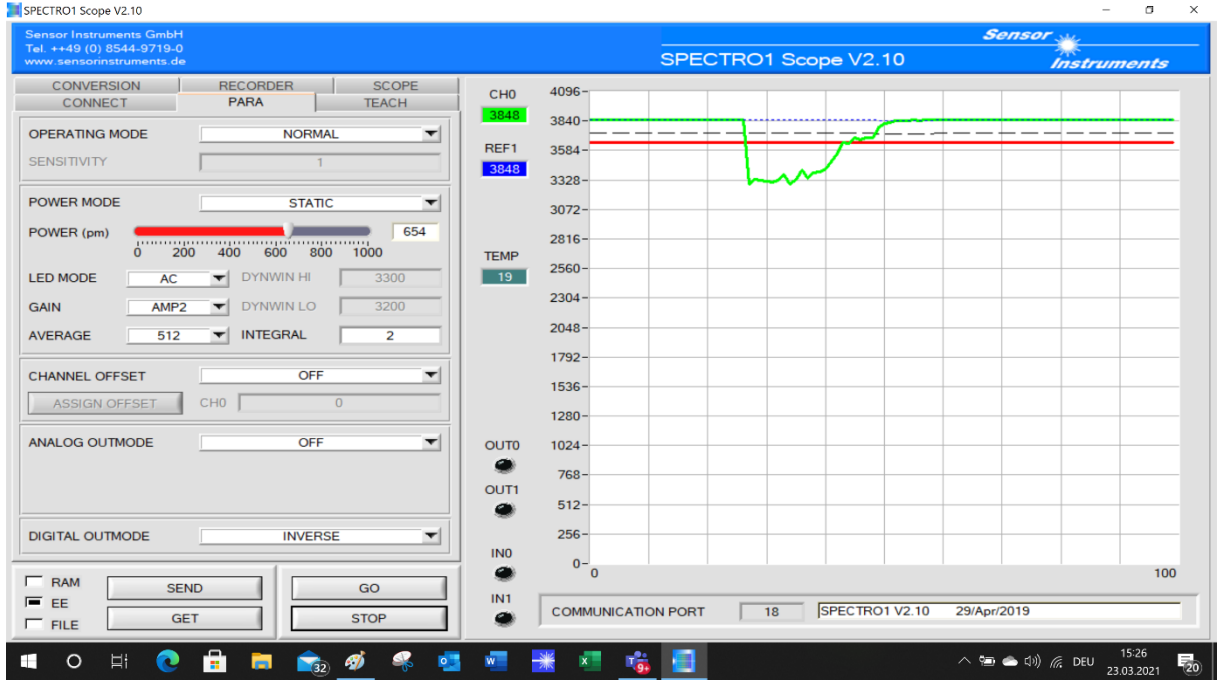 SPECTRO1 Scope V2.10
Sensor Instruments GmbH
Tel. ++49 (0) 8544-9719-0
www.sensorinstruments.de
SPECTRO1 Scope V2.10
Sensor
Instruments
CONVERSION RECORDER SCOPE
CONNECT PARA TEACH
OPERATING MODE NORMAL
SENSITIVITY 1
POWER MODE STATIC
POWER (pm) 654
0 200 400 600 800 1000
LED MODE AC DYNWIN HI 3300
GAIN AMP2 DYNWIN LO 3200
AVERAGE 512 INTEGRAL 2
CHANNEL OFFSET OFF
ASSIGN OFFSET CH0 0
ANALOG OUTMODE OFF
DIGITAL OUTMODE INVERSE
RAM
EE
FILE
SEND GO
GET STOP
CH0
3848
REF1
3848
TEMP
19
OUT0
OUT1
IN0
IN1
4096
3840
3584
3328
3072
2816
2560
2304
2048
1792
1536
1280
1024
768
512
256
0
0 100
COMMUNICATION PORT 18 SPECTRO1 V2.10 29/Apr/2019
32
9+
DEU
15:26
23.03.2021
20